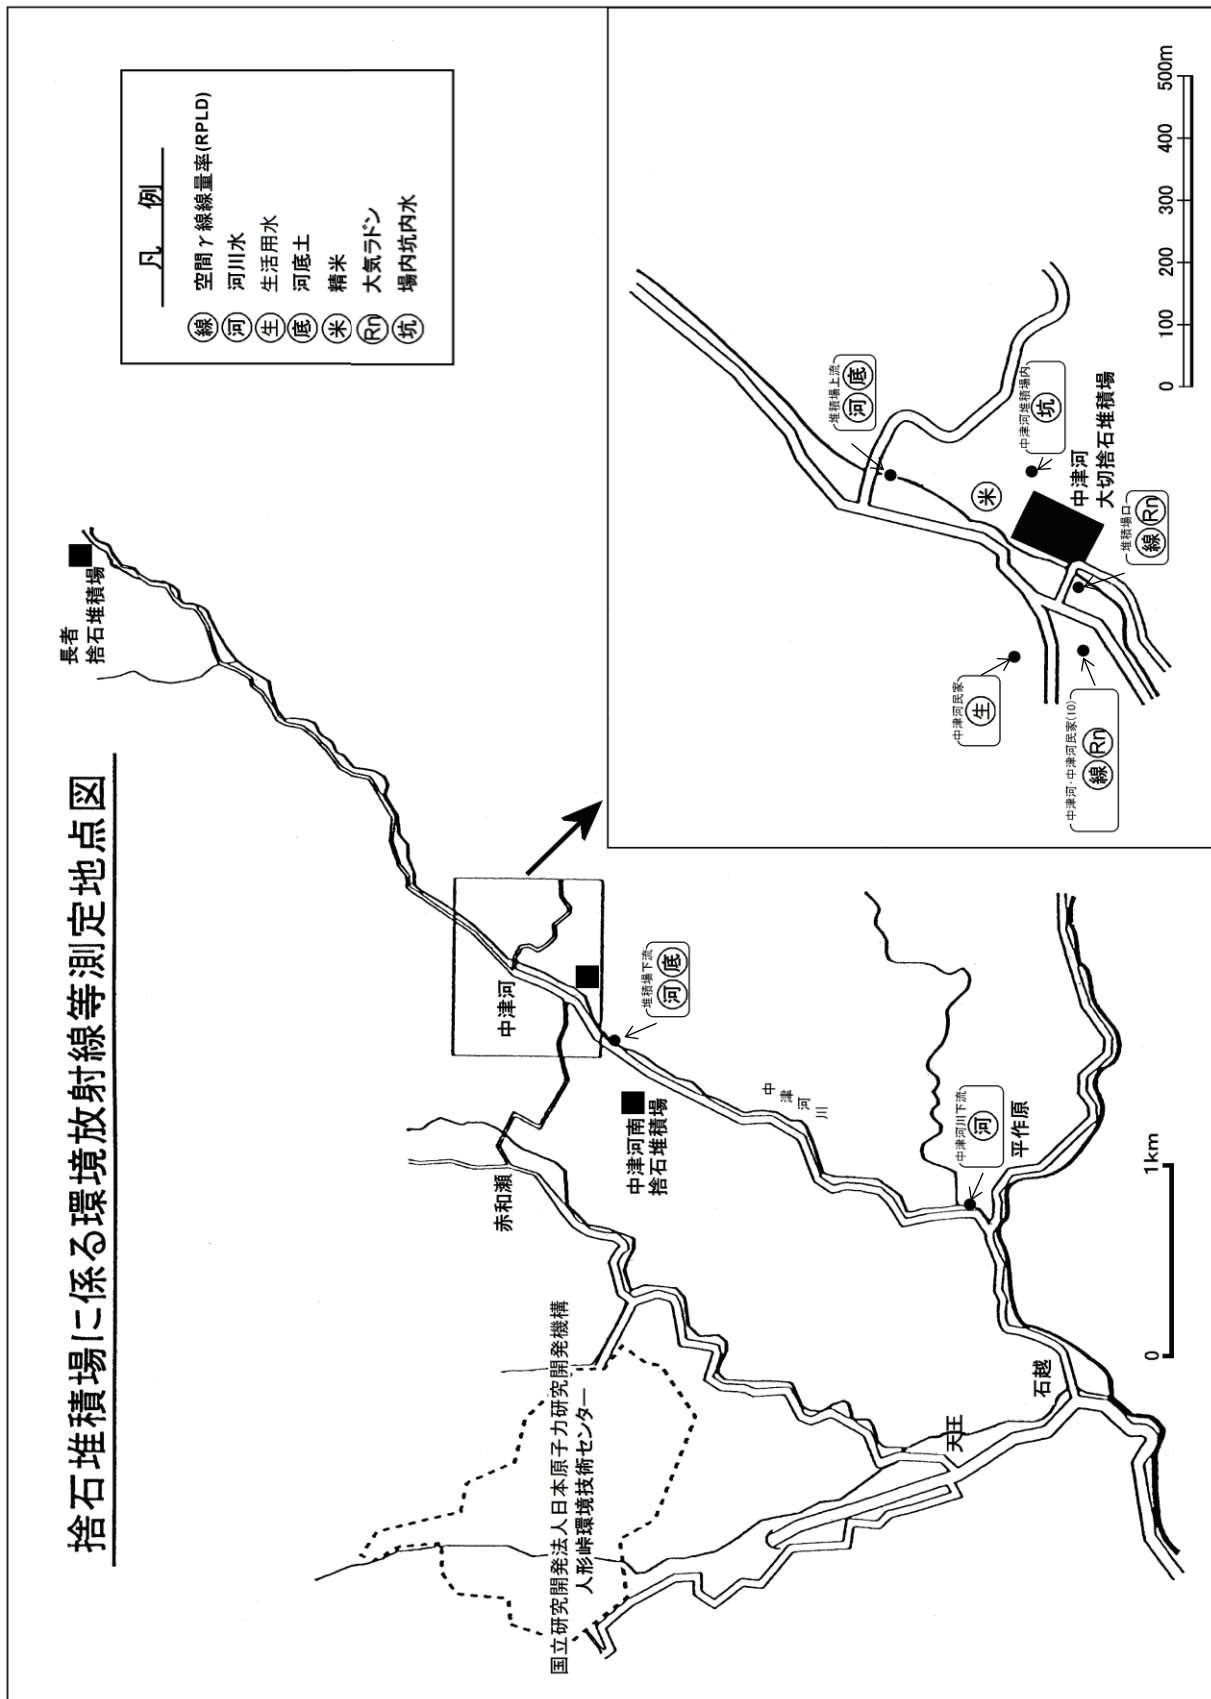 捨石堆積場に係る環境放射線等測定地点図
凡 例
線 空間γ線線量率(RPLD)
河 河川水
生 生活用水
底 河底土
米 精米
Rn 大気ラドン
坑 場内坑内水
長者
捨石堆積場
中津河
堆積場下流
河 底
中津河南
捨石堆積場
中津河川
赤和瀬
中津河川下流
河
平作原
国立研究開発法人日本原子力研究開発機構
人形峠環境技術センター
天王
石越
0 1km
堆積場上流
河 底
米
中津河堆積場内
坑
中津河
大切捨石堆積場
堆積場口
線 Rn
中津河民家
生
中津河・中津河民家(10)
線 Rn
0 100 200 300 400 500m